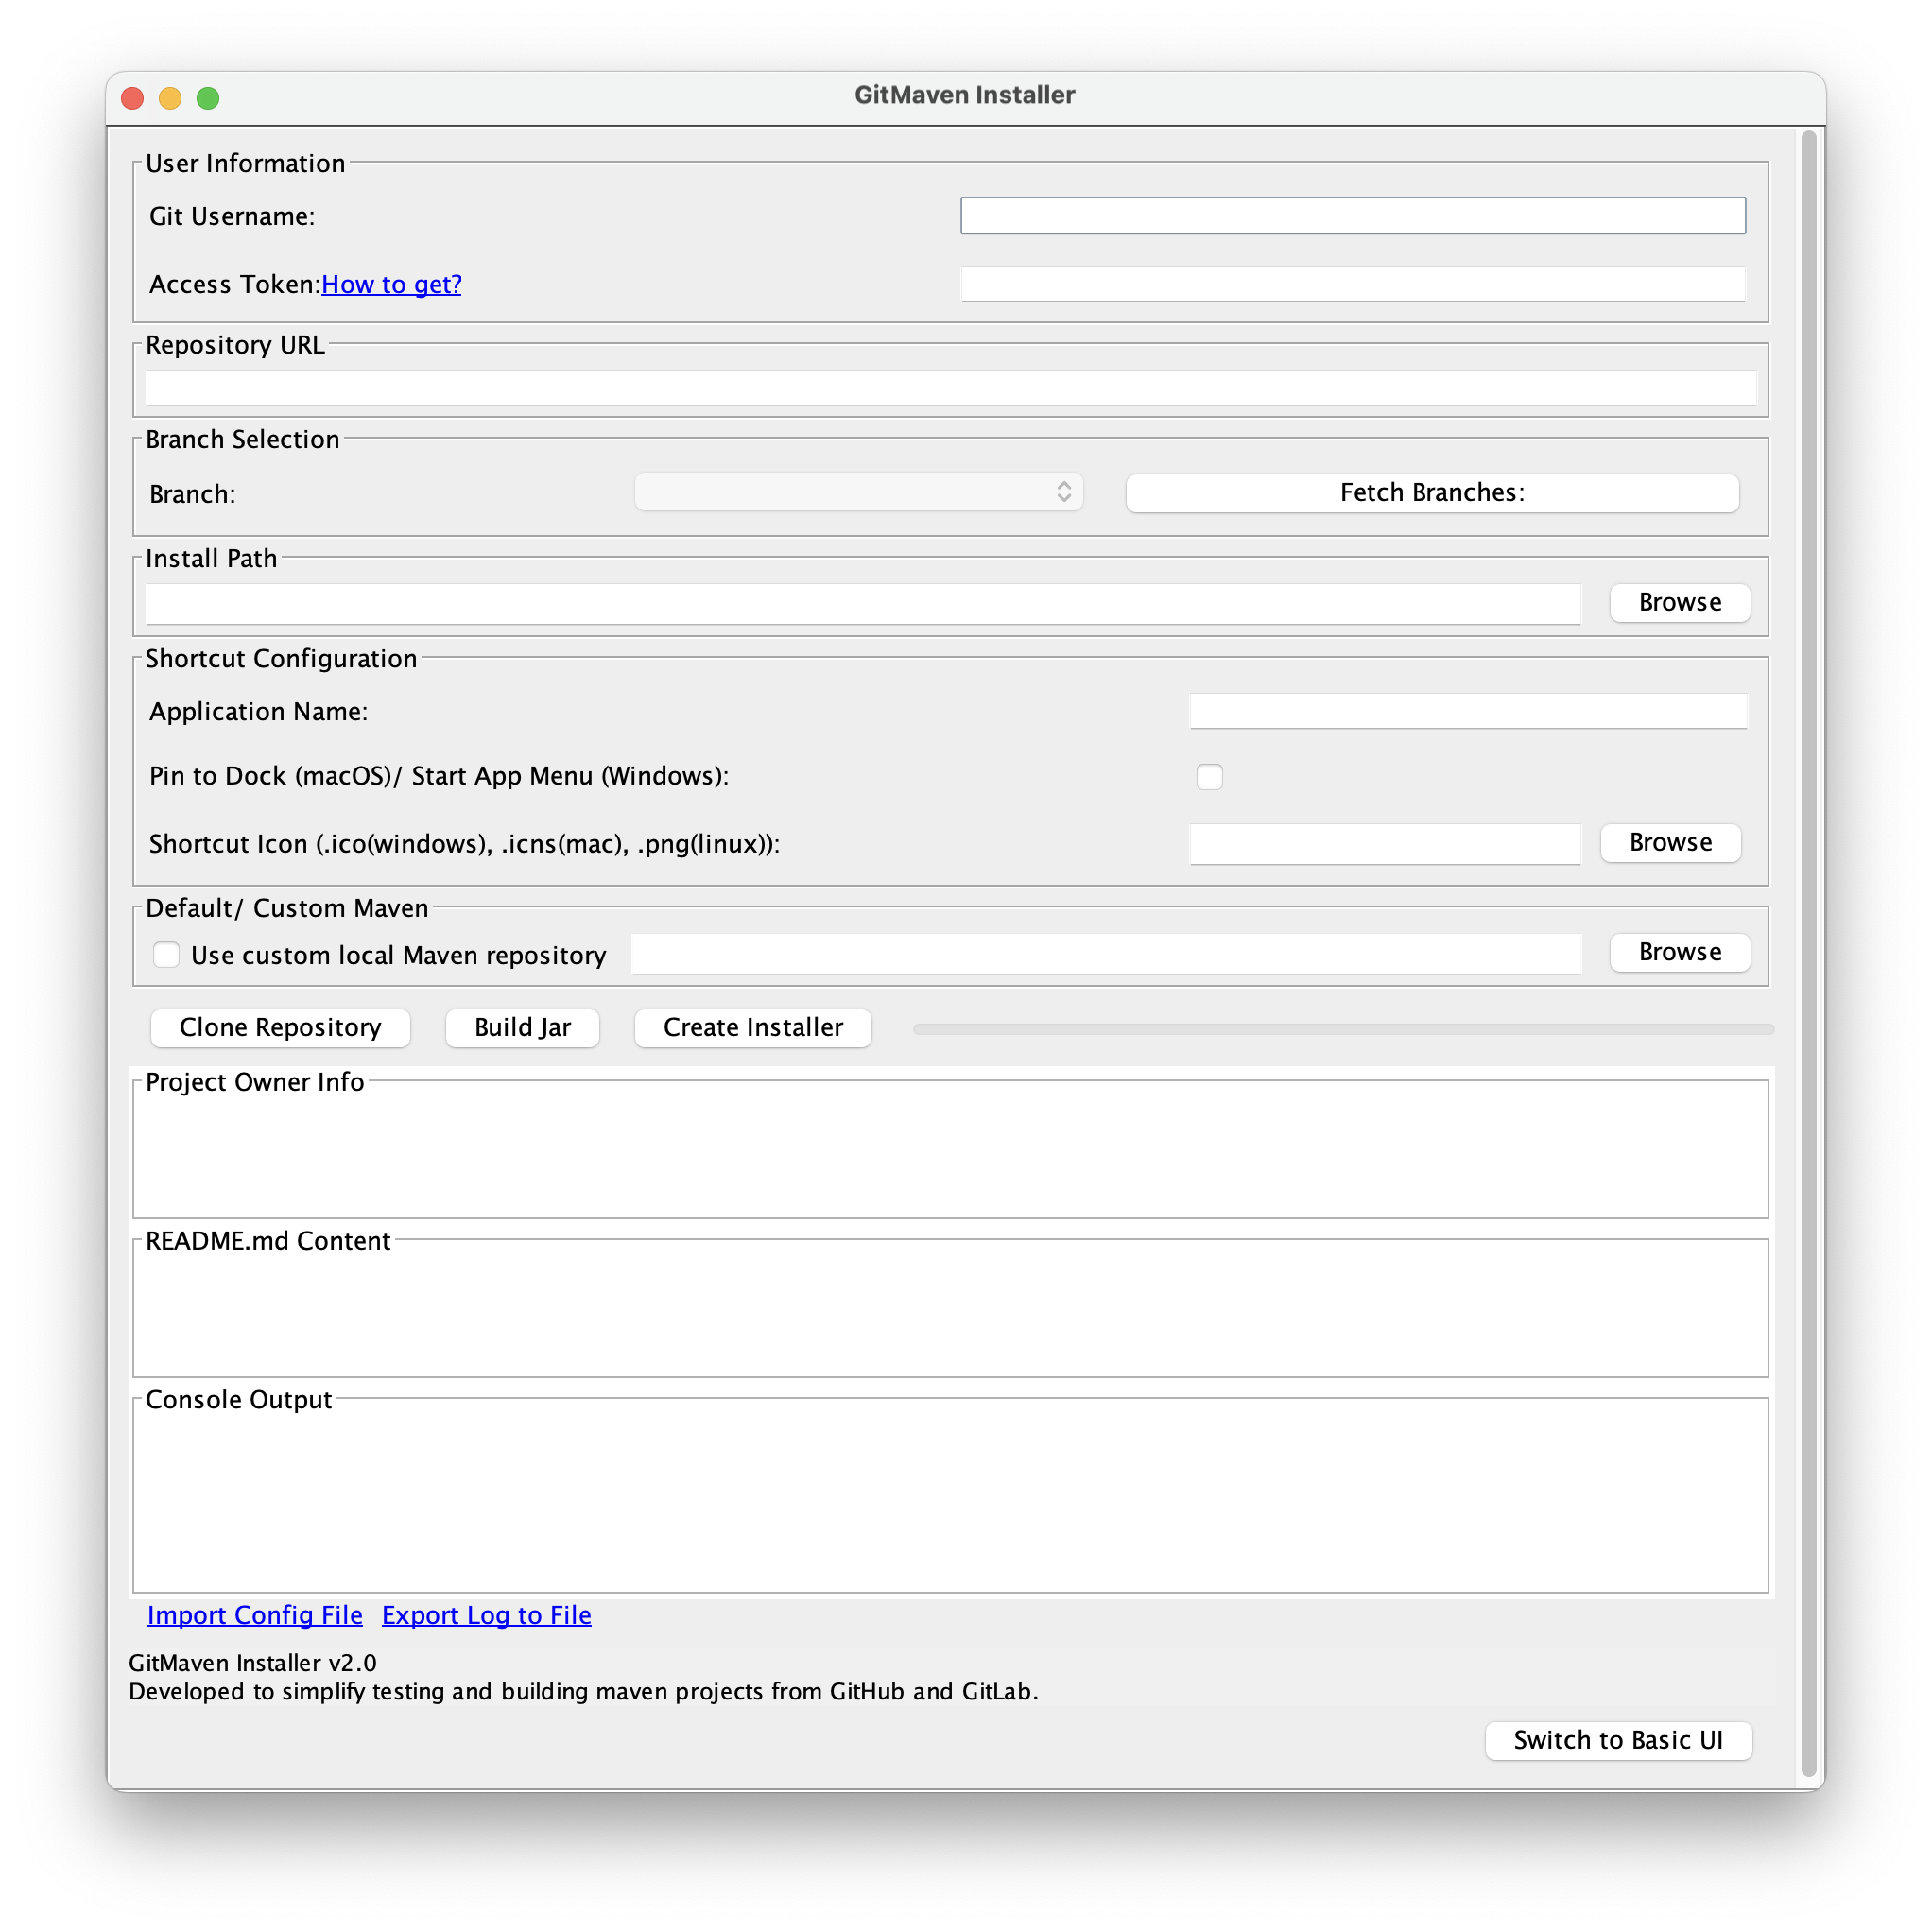 GitMaven Installer
User Information
Git Username:
Access Token:How to get?
Repository URL
Branch Selection
Branch: Fetch Branches:
Install Path
Browse
Shortcut Configuration
Application Name:
Pin to Dock (macOS)/ Start App Menu (Windows):
Shortcut Icon (.ico(windows), .icns(mac), .png(linux)): Browse
Default/ Custom Maven
Use custom local Maven repository Browse
Clone Repository Build Jar Create Installer
Project Owner Info
README.md Content
Console Output
Import Config File Export Log to File
GitMaven Installer v2.0
Developed to simplify testing and building maven projects from GitHub and GitLab.
Switch to Basic UI